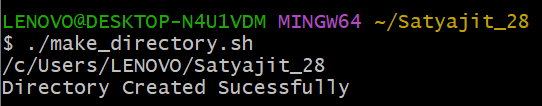 LENOVO@DESKTOP-N4U1VDM MINGW64 ~/Satyajit_28
$ ./make_directory.sh
/c/Users/LENOVO/Satyajit_28
Directory Created Sucessfully